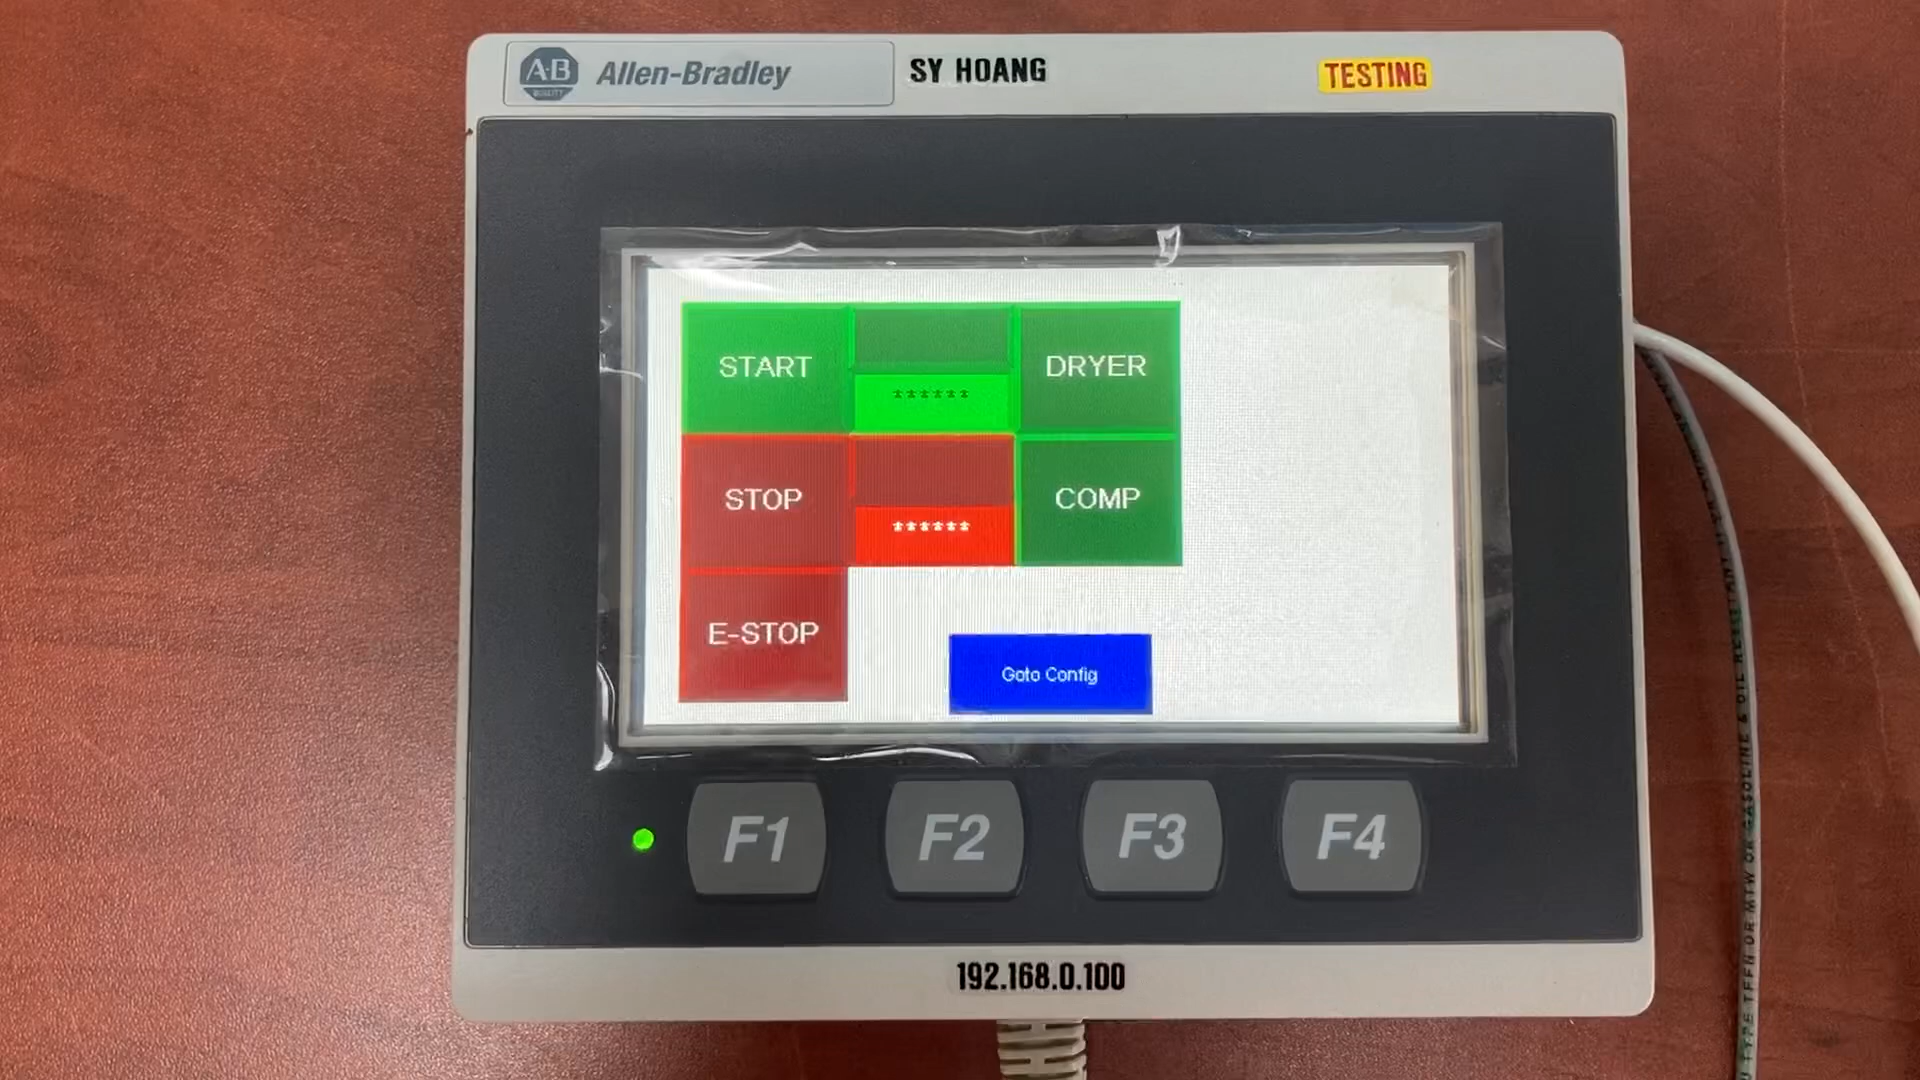 A·B QUALITY Allen-Bradley SY HOANG TESTING
START
******
DRYER
STOP
******
COMP
E-STOP
Goto Config
F1 F2 F3 F4
192.168.0.100